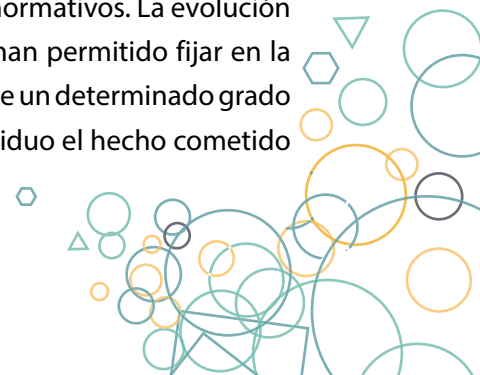 normativos. La evolución
han permitido fijar en la
e un determinado grado
iduo el hecho cometido